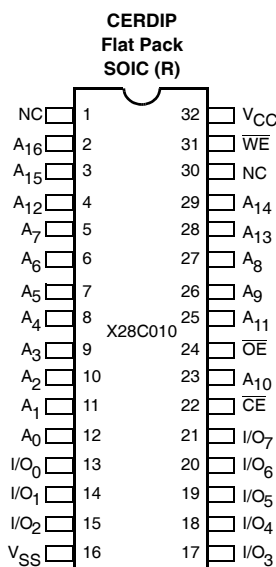 CERDIP
Flat Pack
SOIC (R)
NC 1 32 VCC
A16 2 31 WE
A15 3 30 NC
A12 4 29 A14
A7 5 28 A13
A6 6 27 A8
A5 7 26 A9
A4 8 25 A11
X28C010
A3 9 24 OE
A2 10 23 A10
A1 11 22 CE
A0 12 21 I/O7
I/O0 13 20 I/O6
I/O1 14 19 I/O5
I/O2 15 18 I/O4
VSS 16 17 I/O3